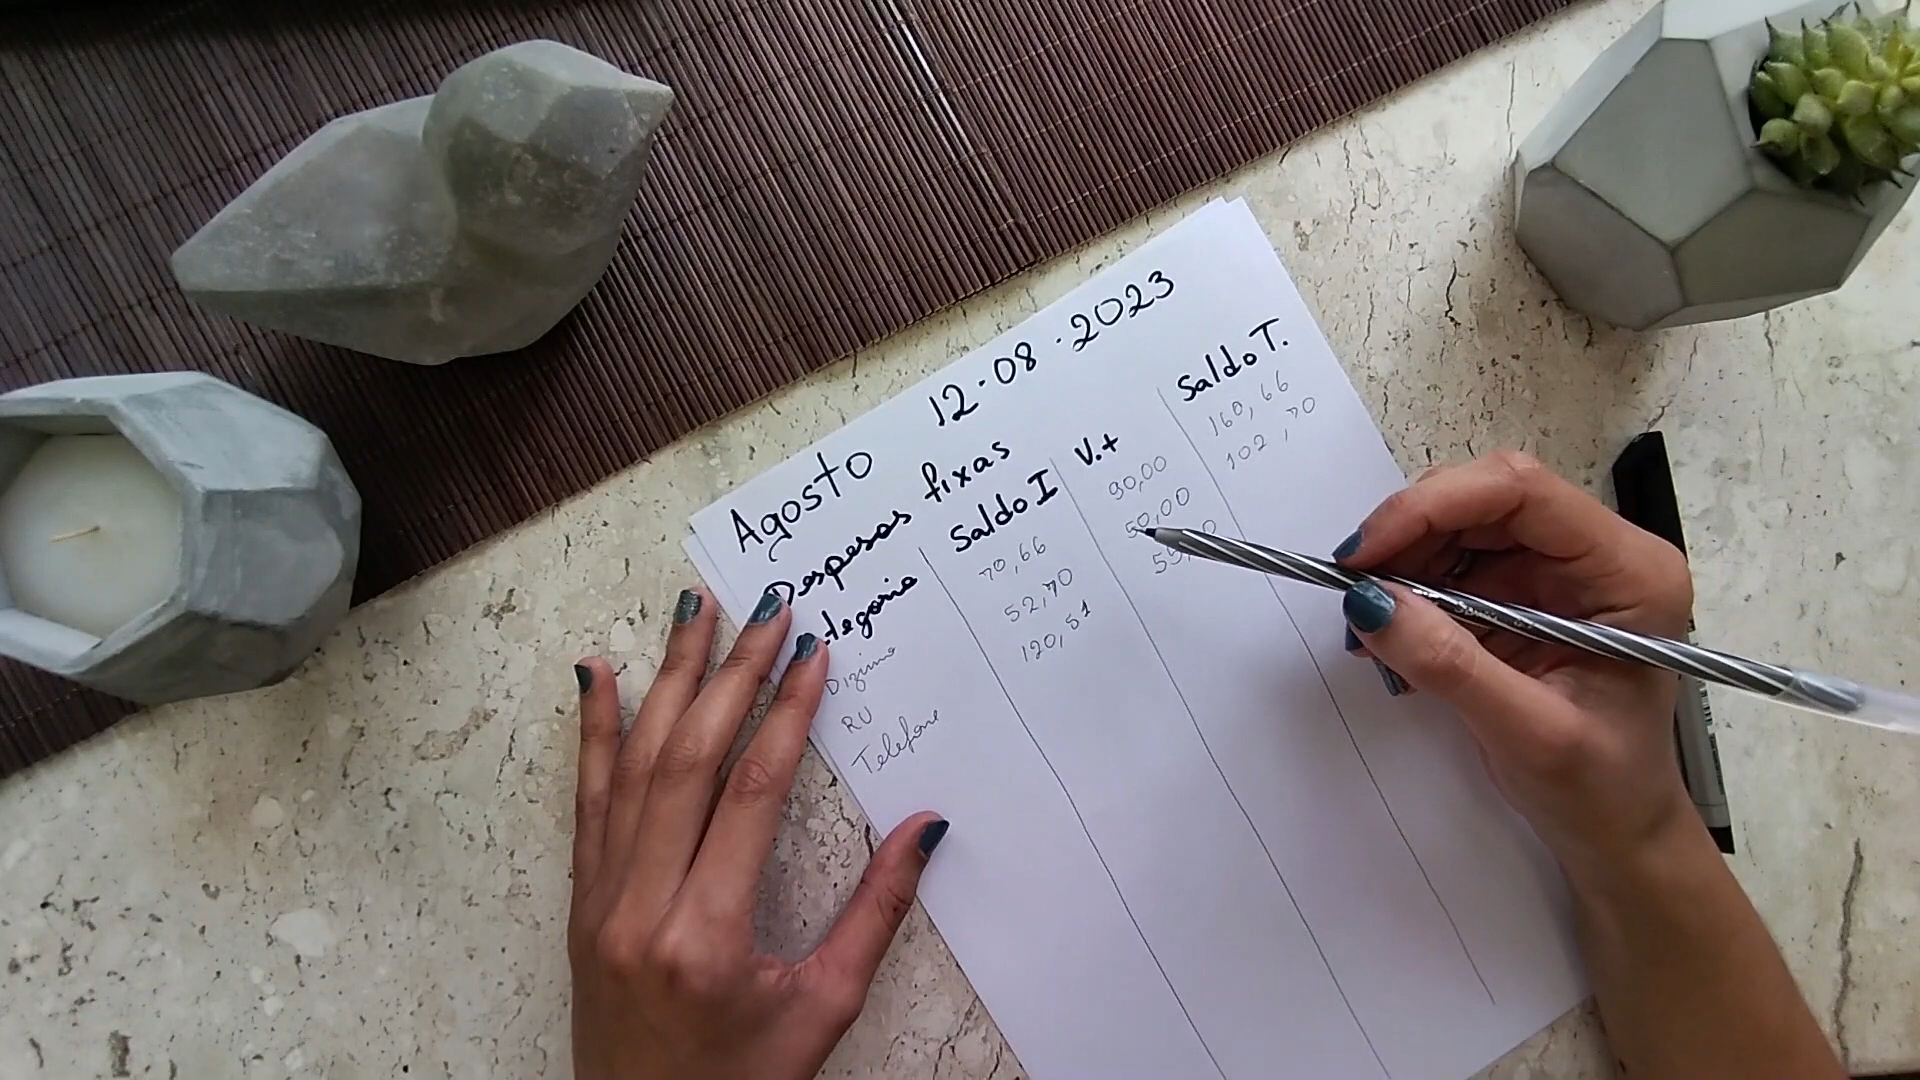 Agosto 12.08.2023
Despesas fixas
ategoria Saldo I V.+ Saldo T.
Dizimo 70,66 90,00 160,66
RU 52,70 50,00 102,70
Telefone 120,51